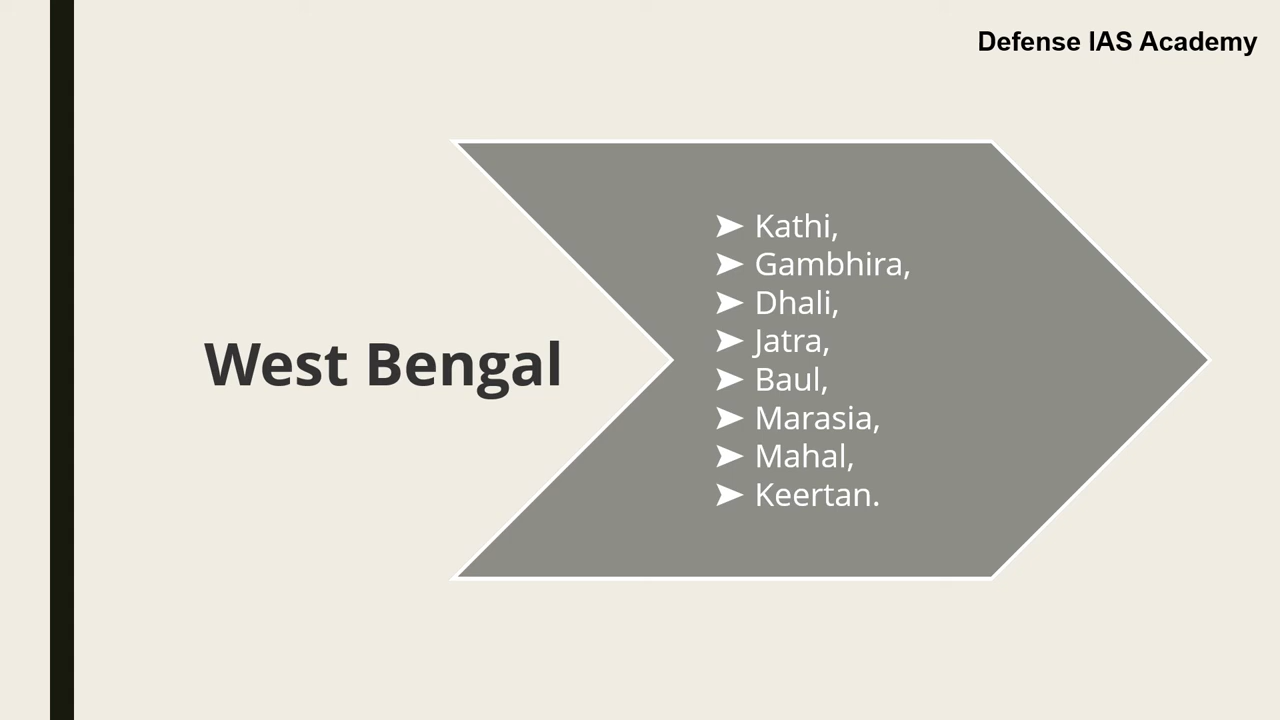 Defense IAS Academy
West Bengal
➤ Kathi,
➤ Gambhira,
➤ Dhali,
➤ Jatra,
➤ Baul,
➤ Marasia,
➤ Mahal,
➤ Keertan.